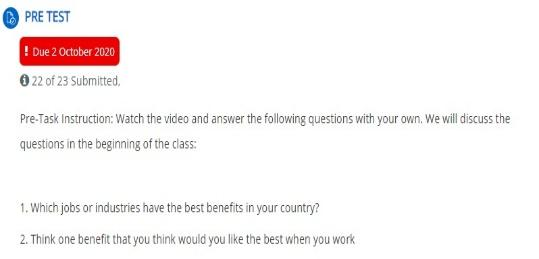 PRE TEST
! Due 2 October 2020
22 of 23 Submitted,
Pre-Task Instruction: Watch the video and answer the following questions with your own. We will discuss the
questions in the beginning of the class:
1. Which jobs or industries have the best benefits in your country?
2. Think one benefit that you think would you like the best when you work